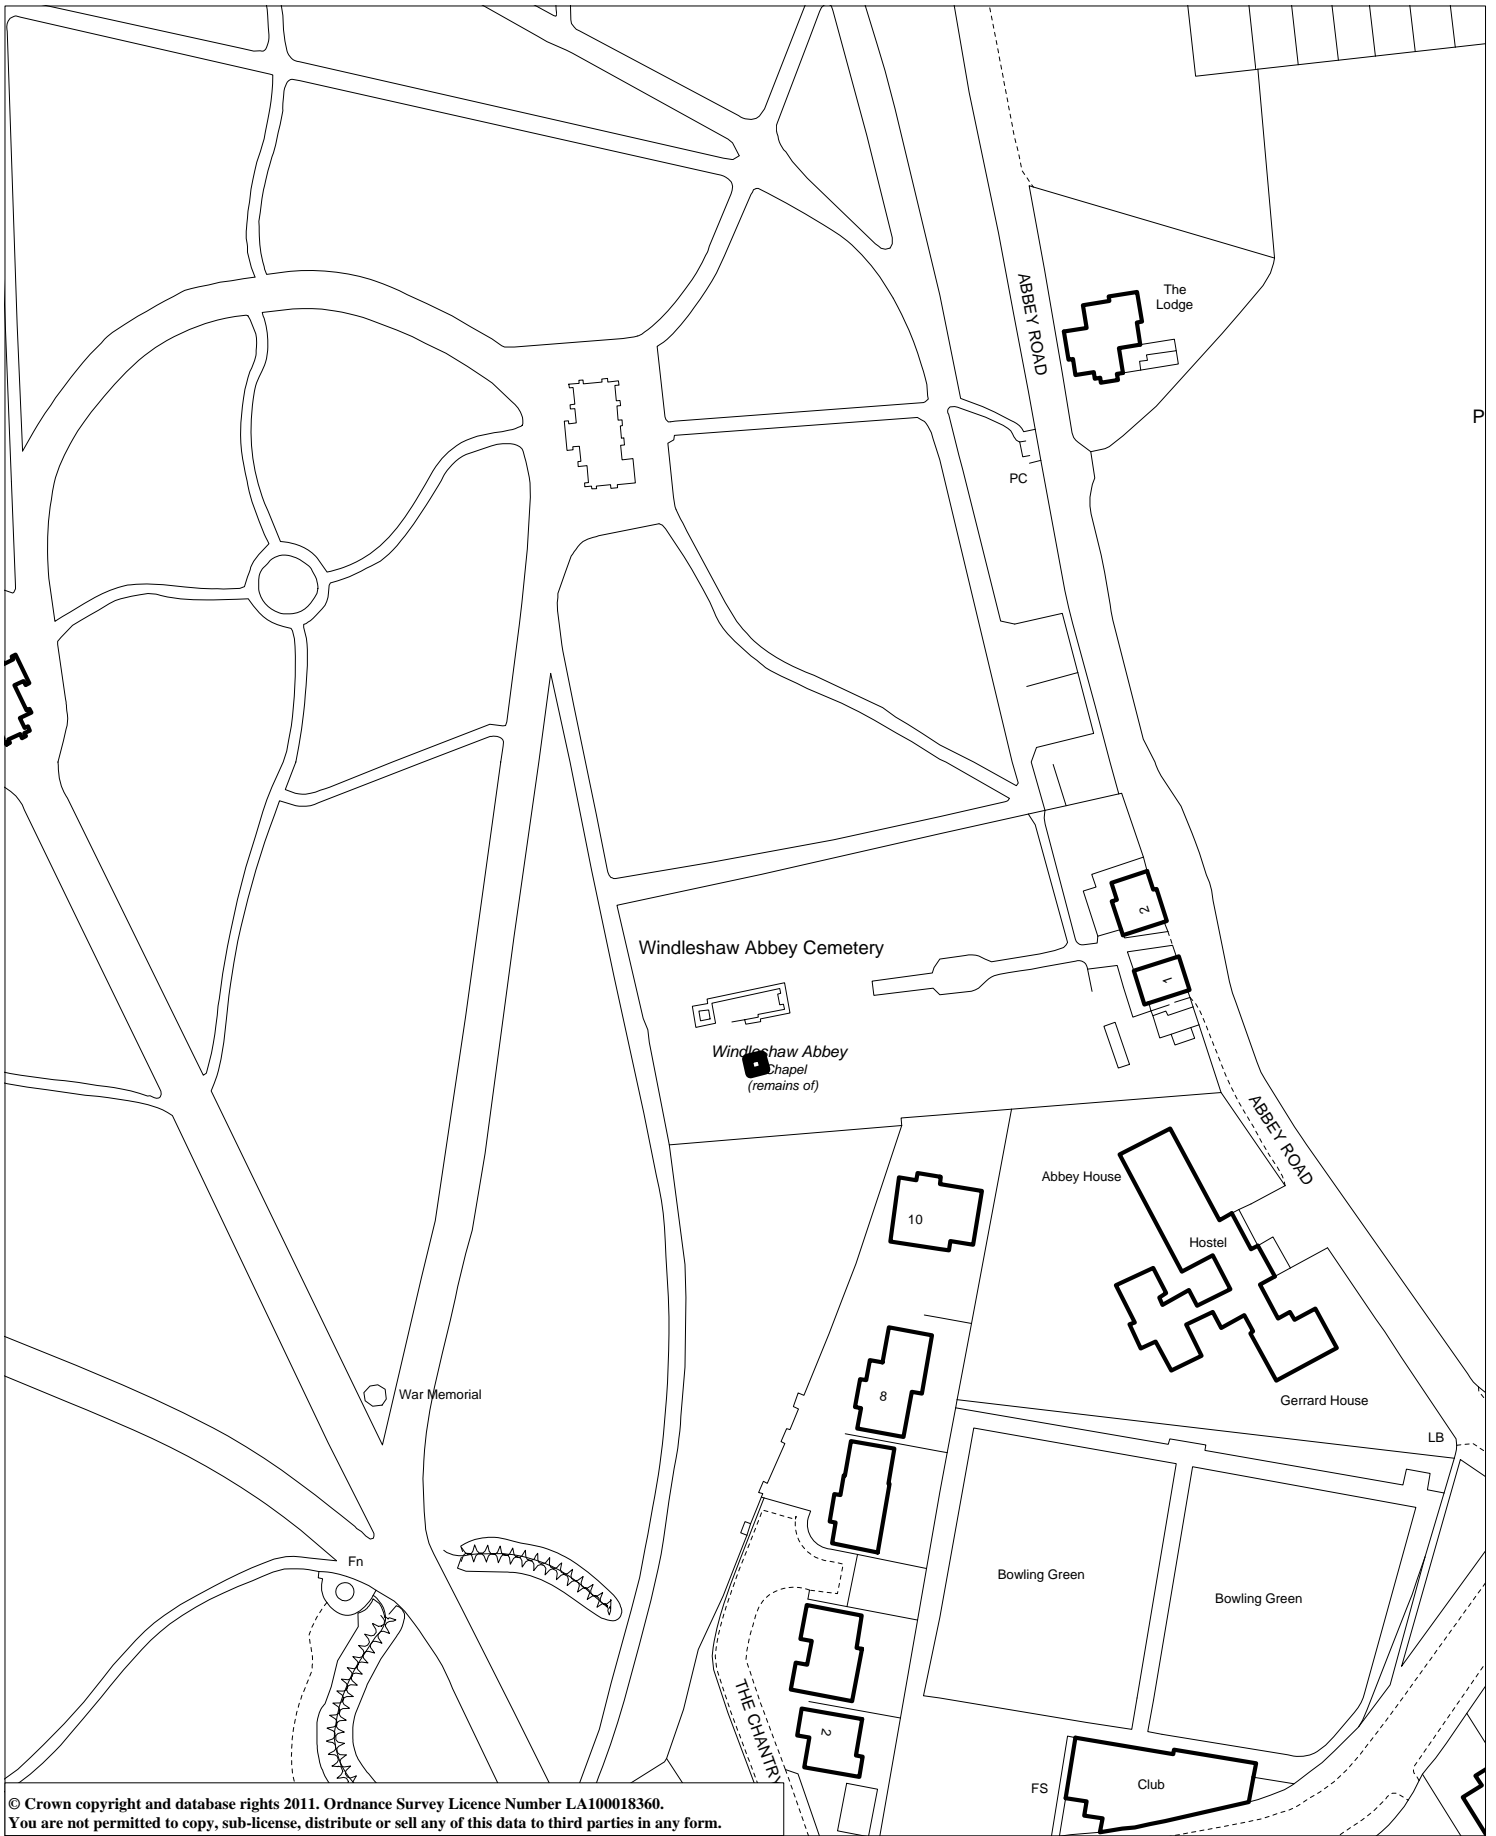 The
Lodge
ABBEY ROAD
P
PC
2
Windleshaw Abbey Cemetery
1
Windleshaw Abbey
Chapel
(remains of)
ABBEY ROAD
Abbey House
10
Hostel
War Memorial
8
Gerrard House
LB
Fn
Bowling Green
Bowling Green
THE CHANTRY
2
FS
Club
© Crown copyright and database rights 2011. Ordnance Survey Licence Number LA100018360.
You are not permitted to copy, sub-license, distribute or sell any of this data to third parties in any form.